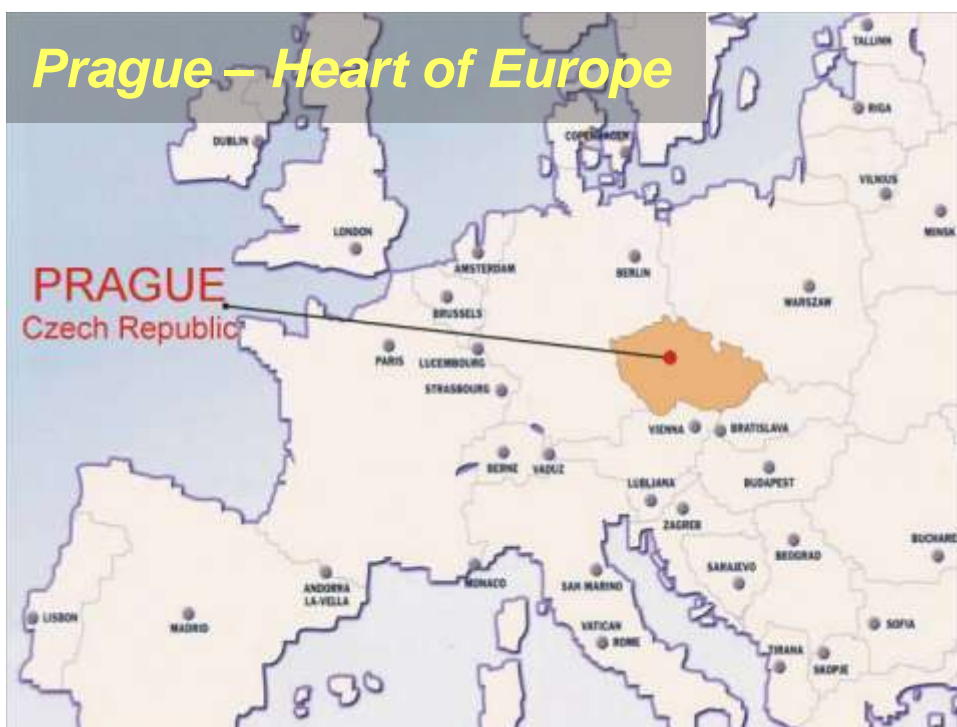 Prague – Heart of Europe
TALLINN
RIGA
DUBLIN
COPENHAGEN
VILNIUS
MINSK
LONDON
AMSTERDAM
BERLIN
PRAGUE
Czech Republic
BRUSSELS
WARSZAW
PARIS
LUCEMBOURG
STRASBOURG
VIENNA
BRATISLAVA
BERNE
VADUZ
LUBLJANA
BUDAPEST
ZAGREB
BEOGRAD
BUCHARE
SARAJEVO
MONACO
SAN MARINO
ANDORRA
LA-VELLA
LISBON
MADRID
VATICAN
ROME
SOFIA
TIRANA
SKOPJE